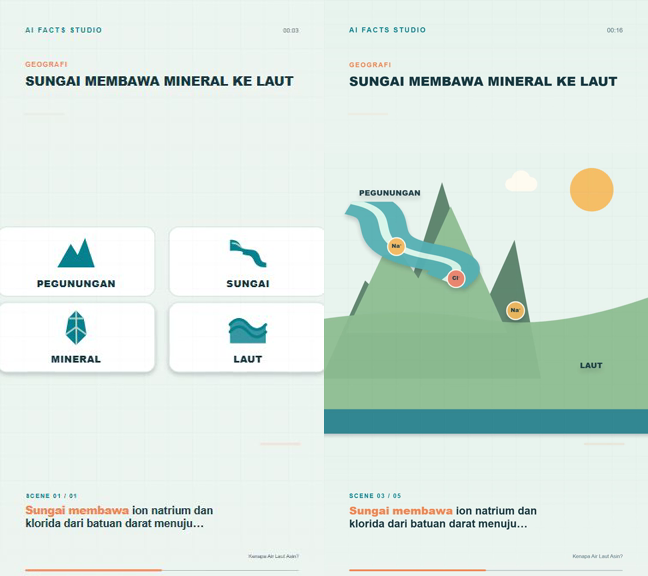 AI FACTS STUDIO
00:03
GEOGRAFI
SUNGAI MEMBAWA MINERAL KE LAUT
PEGUNUNGAN
SUNGAI
MINERAL
LAUT
SCENE 01 / 01
Sungai membawa ion natrium dan
klorida dari batuan darat menuju...
Kenapa Air Laut Asin?
AI FACTS STUDIO
00:16
GEOGRAFI
SUNGAI MEMBAWA MINERAL KE LAUT
PEGUNUNGAN
Na⁺
Cl⁻
Na⁺
LAUT
SCENE 03 / 05
Sungai membawa ion natrium dan
klorida dari batuan darat menuju...
Kenapa Air Laut Asin?